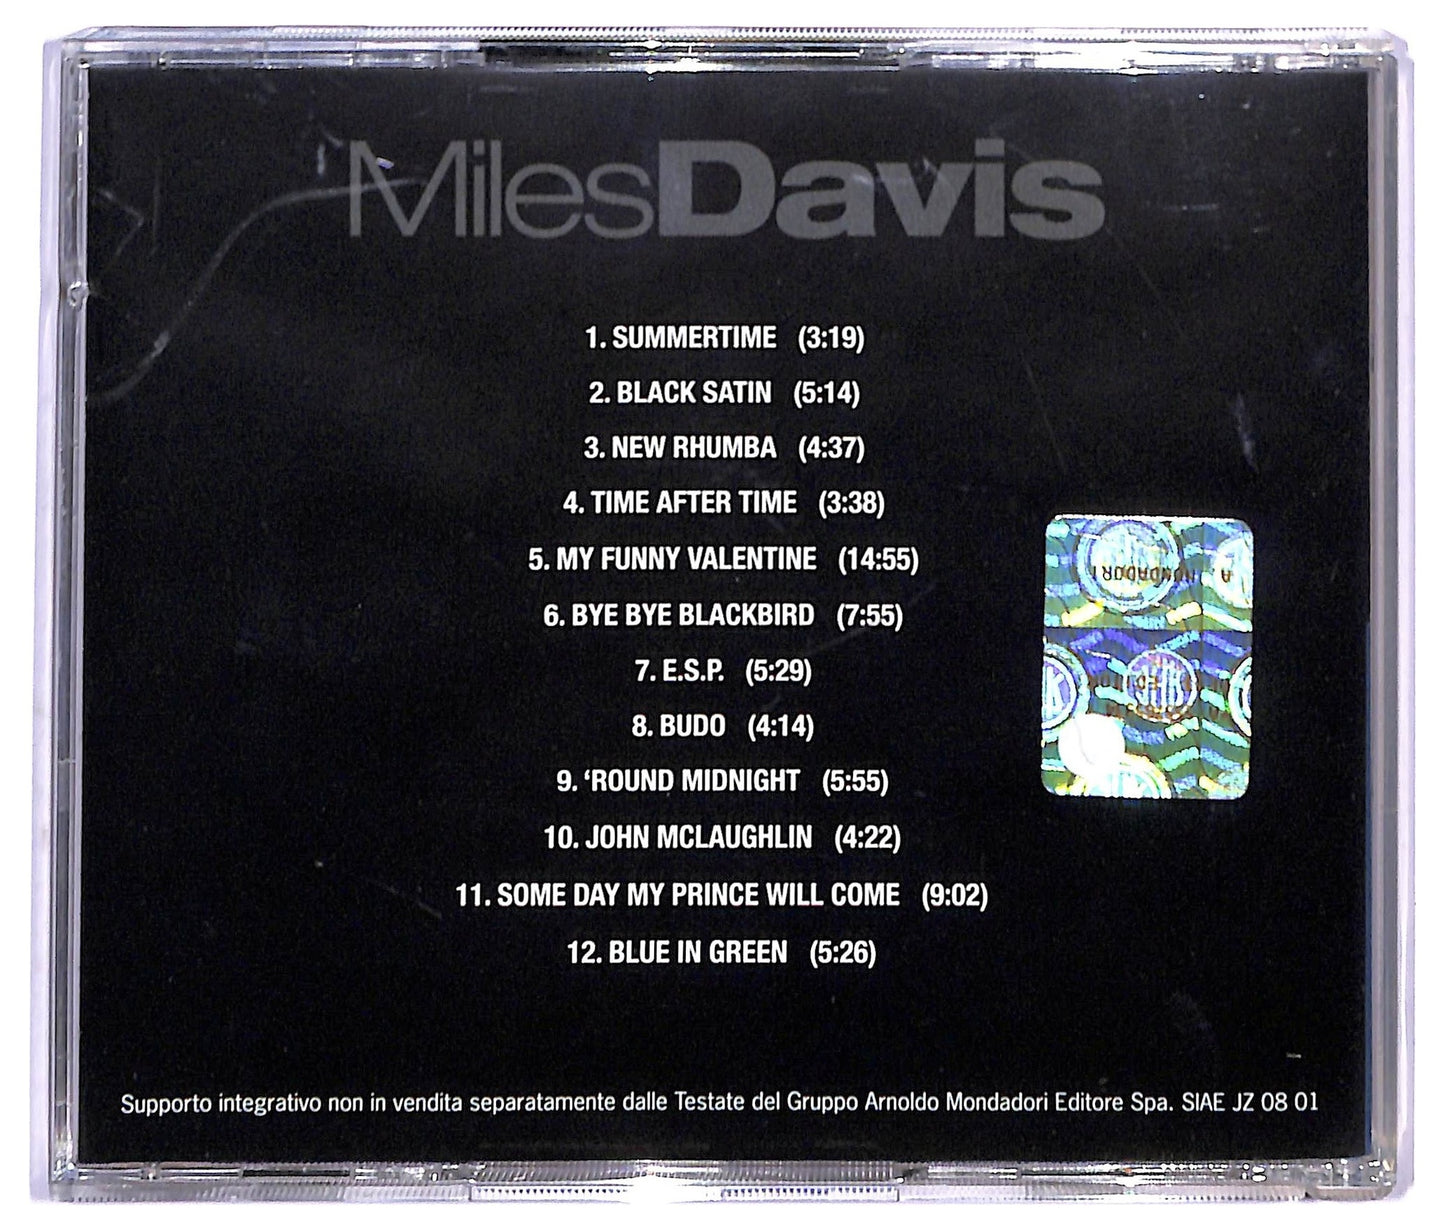 MilesDavis
1. SUMMERTIME (3:19)
2. BLACK SATIN (5:14)
3. NEW RHUMBA (4:37)
4. TIME AFTER TIME (3:38)
5. MY FUNNY VALENTINE (14:55)
6. BYE BYE BLACKBIRD (7:55)
7. E.S.P. (5:29)
8. BUDO (4:14)
9. ‘ROUND MIDNIGHT (5:55)
10. JOHN MCLAUGHLIN (4:22)
11. SOME DAY MY PRINCE WILL COME (9:02)
12. BLUE IN GREEN (5:26)
Supporto integrativo non in vendita separatamente dalle Testate del Gruppo Arnoldo Mondadori Editore Spa. SIAE JZ 08 01